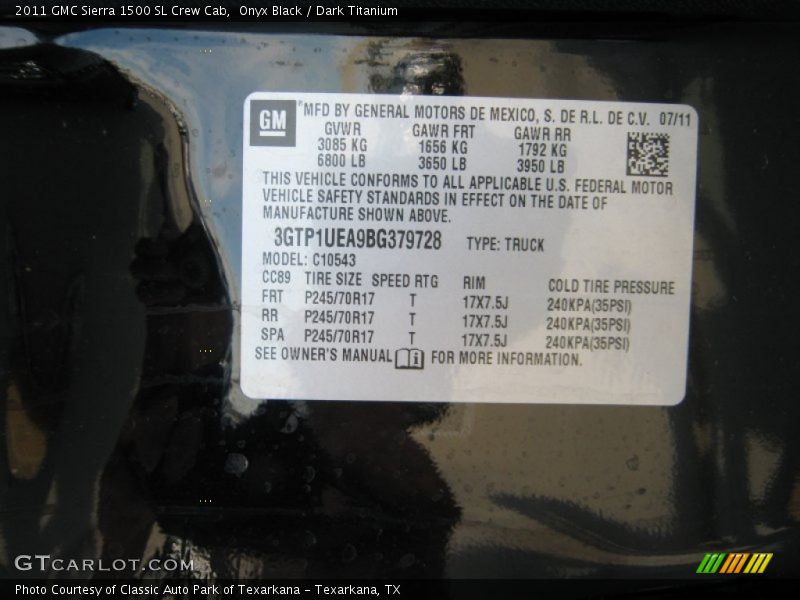 2011 GMC Sierra 1500 SL Crew Cab,  Onyx Black / Dark Titanium
GM
® MFD BY GENERAL MOTORS DE MEXICO, S. DE R.L. DE C.V. 07/11
GVWR GAWR FRT GAWR RR
3085 KG 1656 KG 1792 KG
6800 LB 3650 LB 3950 LB
THIS VEHICLE CONFORMS TO ALL APPLICABLE U.S. FEDERAL MOTOR
VEHICLE SAFETY STANDARDS IN EFFECT ON THE DATE OF
MANUFACTURE SHOWN ABOVE.
3GTP1UEA9BG379728 TYPE: TRUCK
MODEL: C10543
CC89 TIRE SIZE SPEED RTG RIM COLD TIRE PRESSURE
FRT P245/70R17 T 17X7.5J 240KPA(35PSI)
RR P245/70R17 T 17X7.5J 240KPA(35PSI)
SPA P245/70R17 T 17X7.5J 240KPA(35PSI)
SEE OWNER'S MANUAL FOR MORE INFORMATION.
GTCARLOT.COM
Photo Courtesy of Classic Auto Park of Texarkana - Texarkana, TX